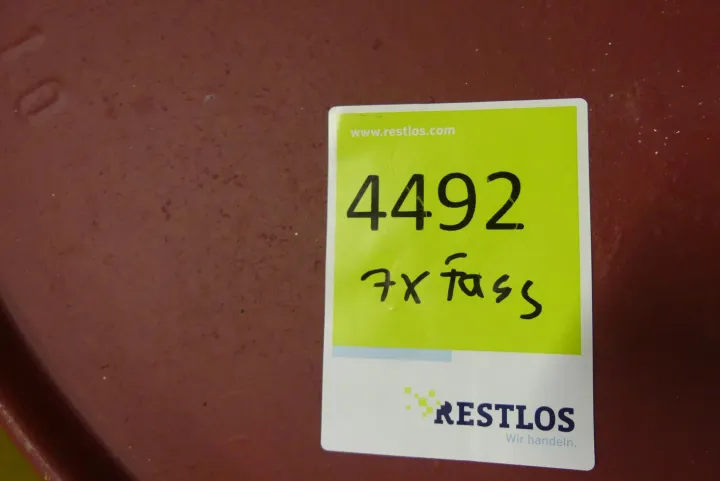 www.restlos.com
4492
7x Fass
RESTLOS
Wir handeln.